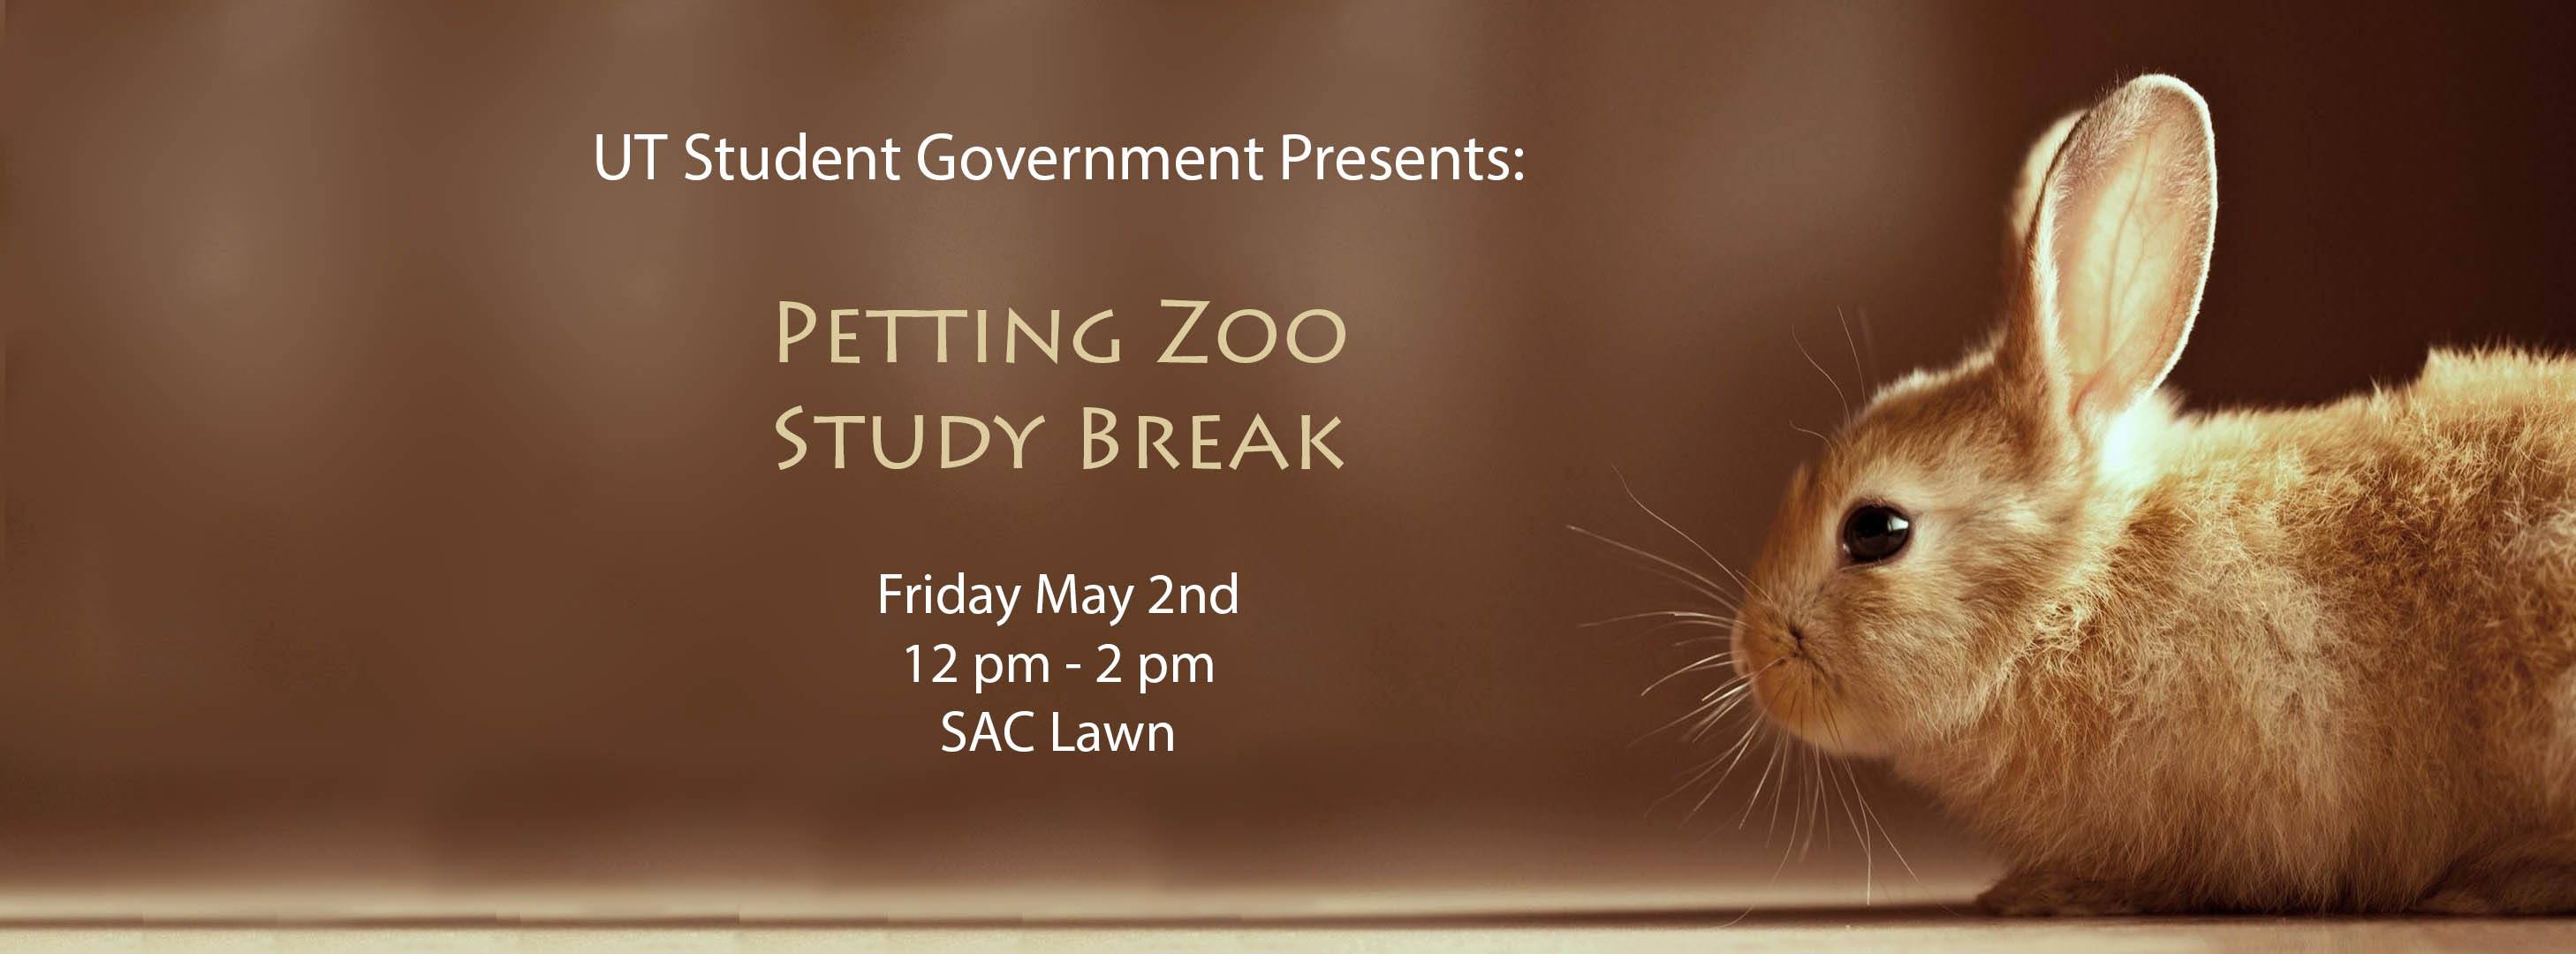 UT Student Government Presents:
Petting Zoo
Study Break
Friday May 2nd
12 pm - 2 pm
SAC Lawn